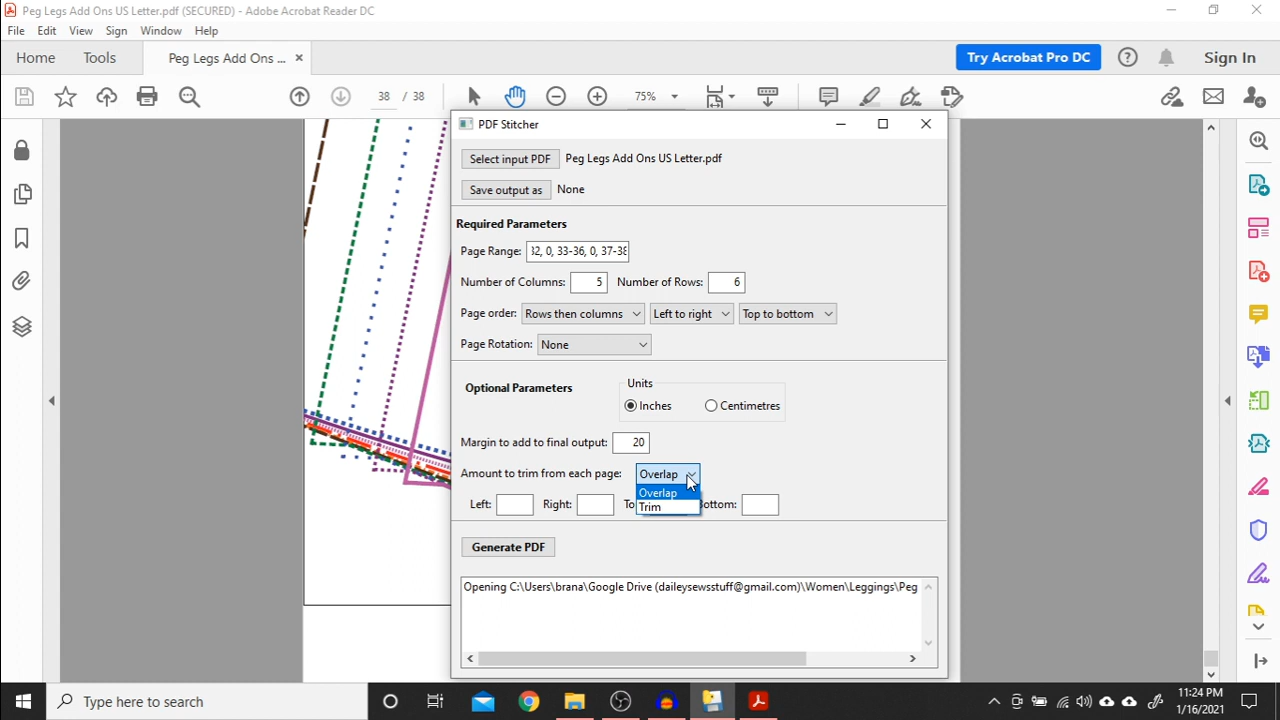 Peg Legs Add Ons US Letter.pdf (SECURED) - Adobe Acrobat Reader DC
File Edit View Sign Window Help
Home Tools Peg Legs Add Ons ... × Try Acrobat Pro DC Sign In
38 / 38 75%
PDF Stitcher
Select input PDF Peg Legs Add Ons US Letter.pdf
Save output as None
Required Parameters
Page Range: 32, 0, 33-36, 0, 37-38
Number of Columns: 5 Number of Rows: 6
Page order: Rows then columns Left to right Top to bottom
Page Rotation: None
Optional Parameters
Units
Inches Centimetres
Margin to add to final output: 20
Amount to trim from each page: Overlap
Overlap
Trim
Left: Right: To Bottom:
Generate PDF
Opening C:\Users\brana\Google Drive (daileysewsstuff@gmail.com)\Women\Leggings\Peg
Type here to search
11:24 PM
1/16/2021